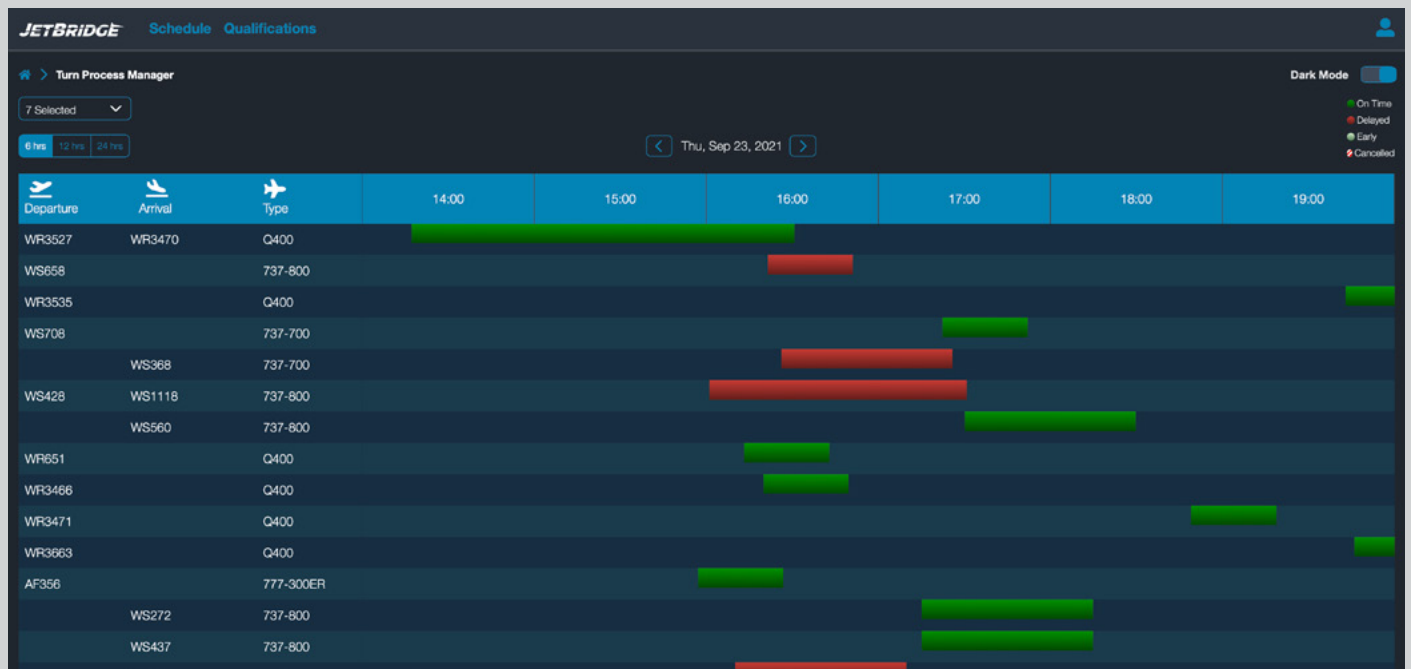 JETBRIDGE Schedule Qualifications
Turn Process Manager Dark Mode
7 Selected On Time
Delayed
Early
6 hrs 12 hrs 24 hrs Thu, Sep 23, 2021 Cancelled
Departure Arrival Type 14:00 15:00 16:00 17:00 18:00 19:00
WR3527 WR3470 Q400
WS658 737-800
WR3535 Q400
WS708 737-700
WS368 737-700
WS428 WS1118 737-800
WS560 737-800
WR651 Q400
WR3466 Q400
WR3471 Q400
WR3663 Q400
AF356 777-300ER
WS272 737-800
WS437 737-800